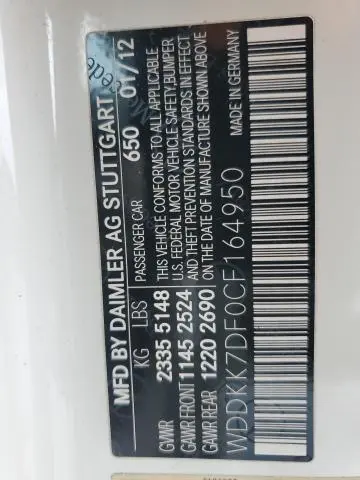 MFD BY DAIMLER AG STUTTGART 650 01/12
KG LBS
GVWR 2335 5148
GAWR FRONT 1145 2524
GAWR REAR 1220 2690
PASSENGER CAR
THIS VEHICLE CONFORMS TO ALL APPLICABLE
U.S. FEDERAL MOTOR VEHICLE SAFETY,BUMPER
AND THEFT PREVENTION STANDARDS IN EFFECT
ON THE DATE OF MANUFACTURE SHOWN ABOVE
WDDKK7DF0CF164950 MADE IN GERMANY